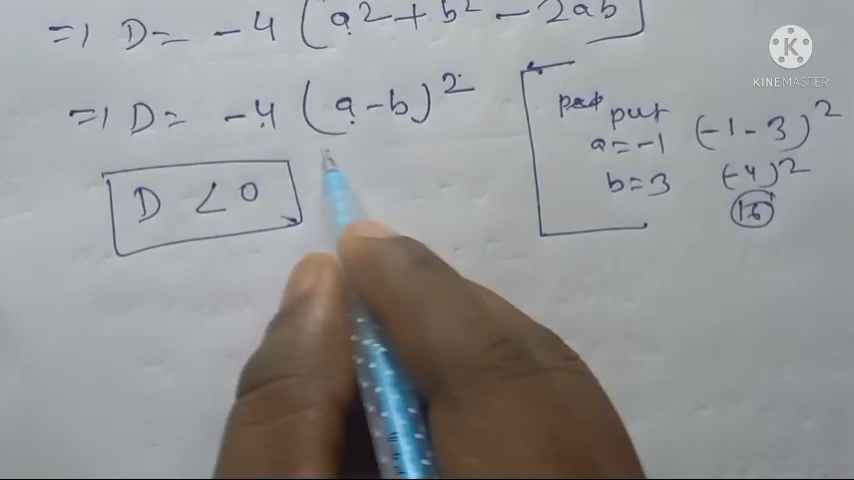 =) D = -4 (a² + b² - 2ab)
=) D = -4 (a - b)²
D < 0
put
a = -1
b = 3
(-1 - 3)²
(-4)²
16
KINEMASTER